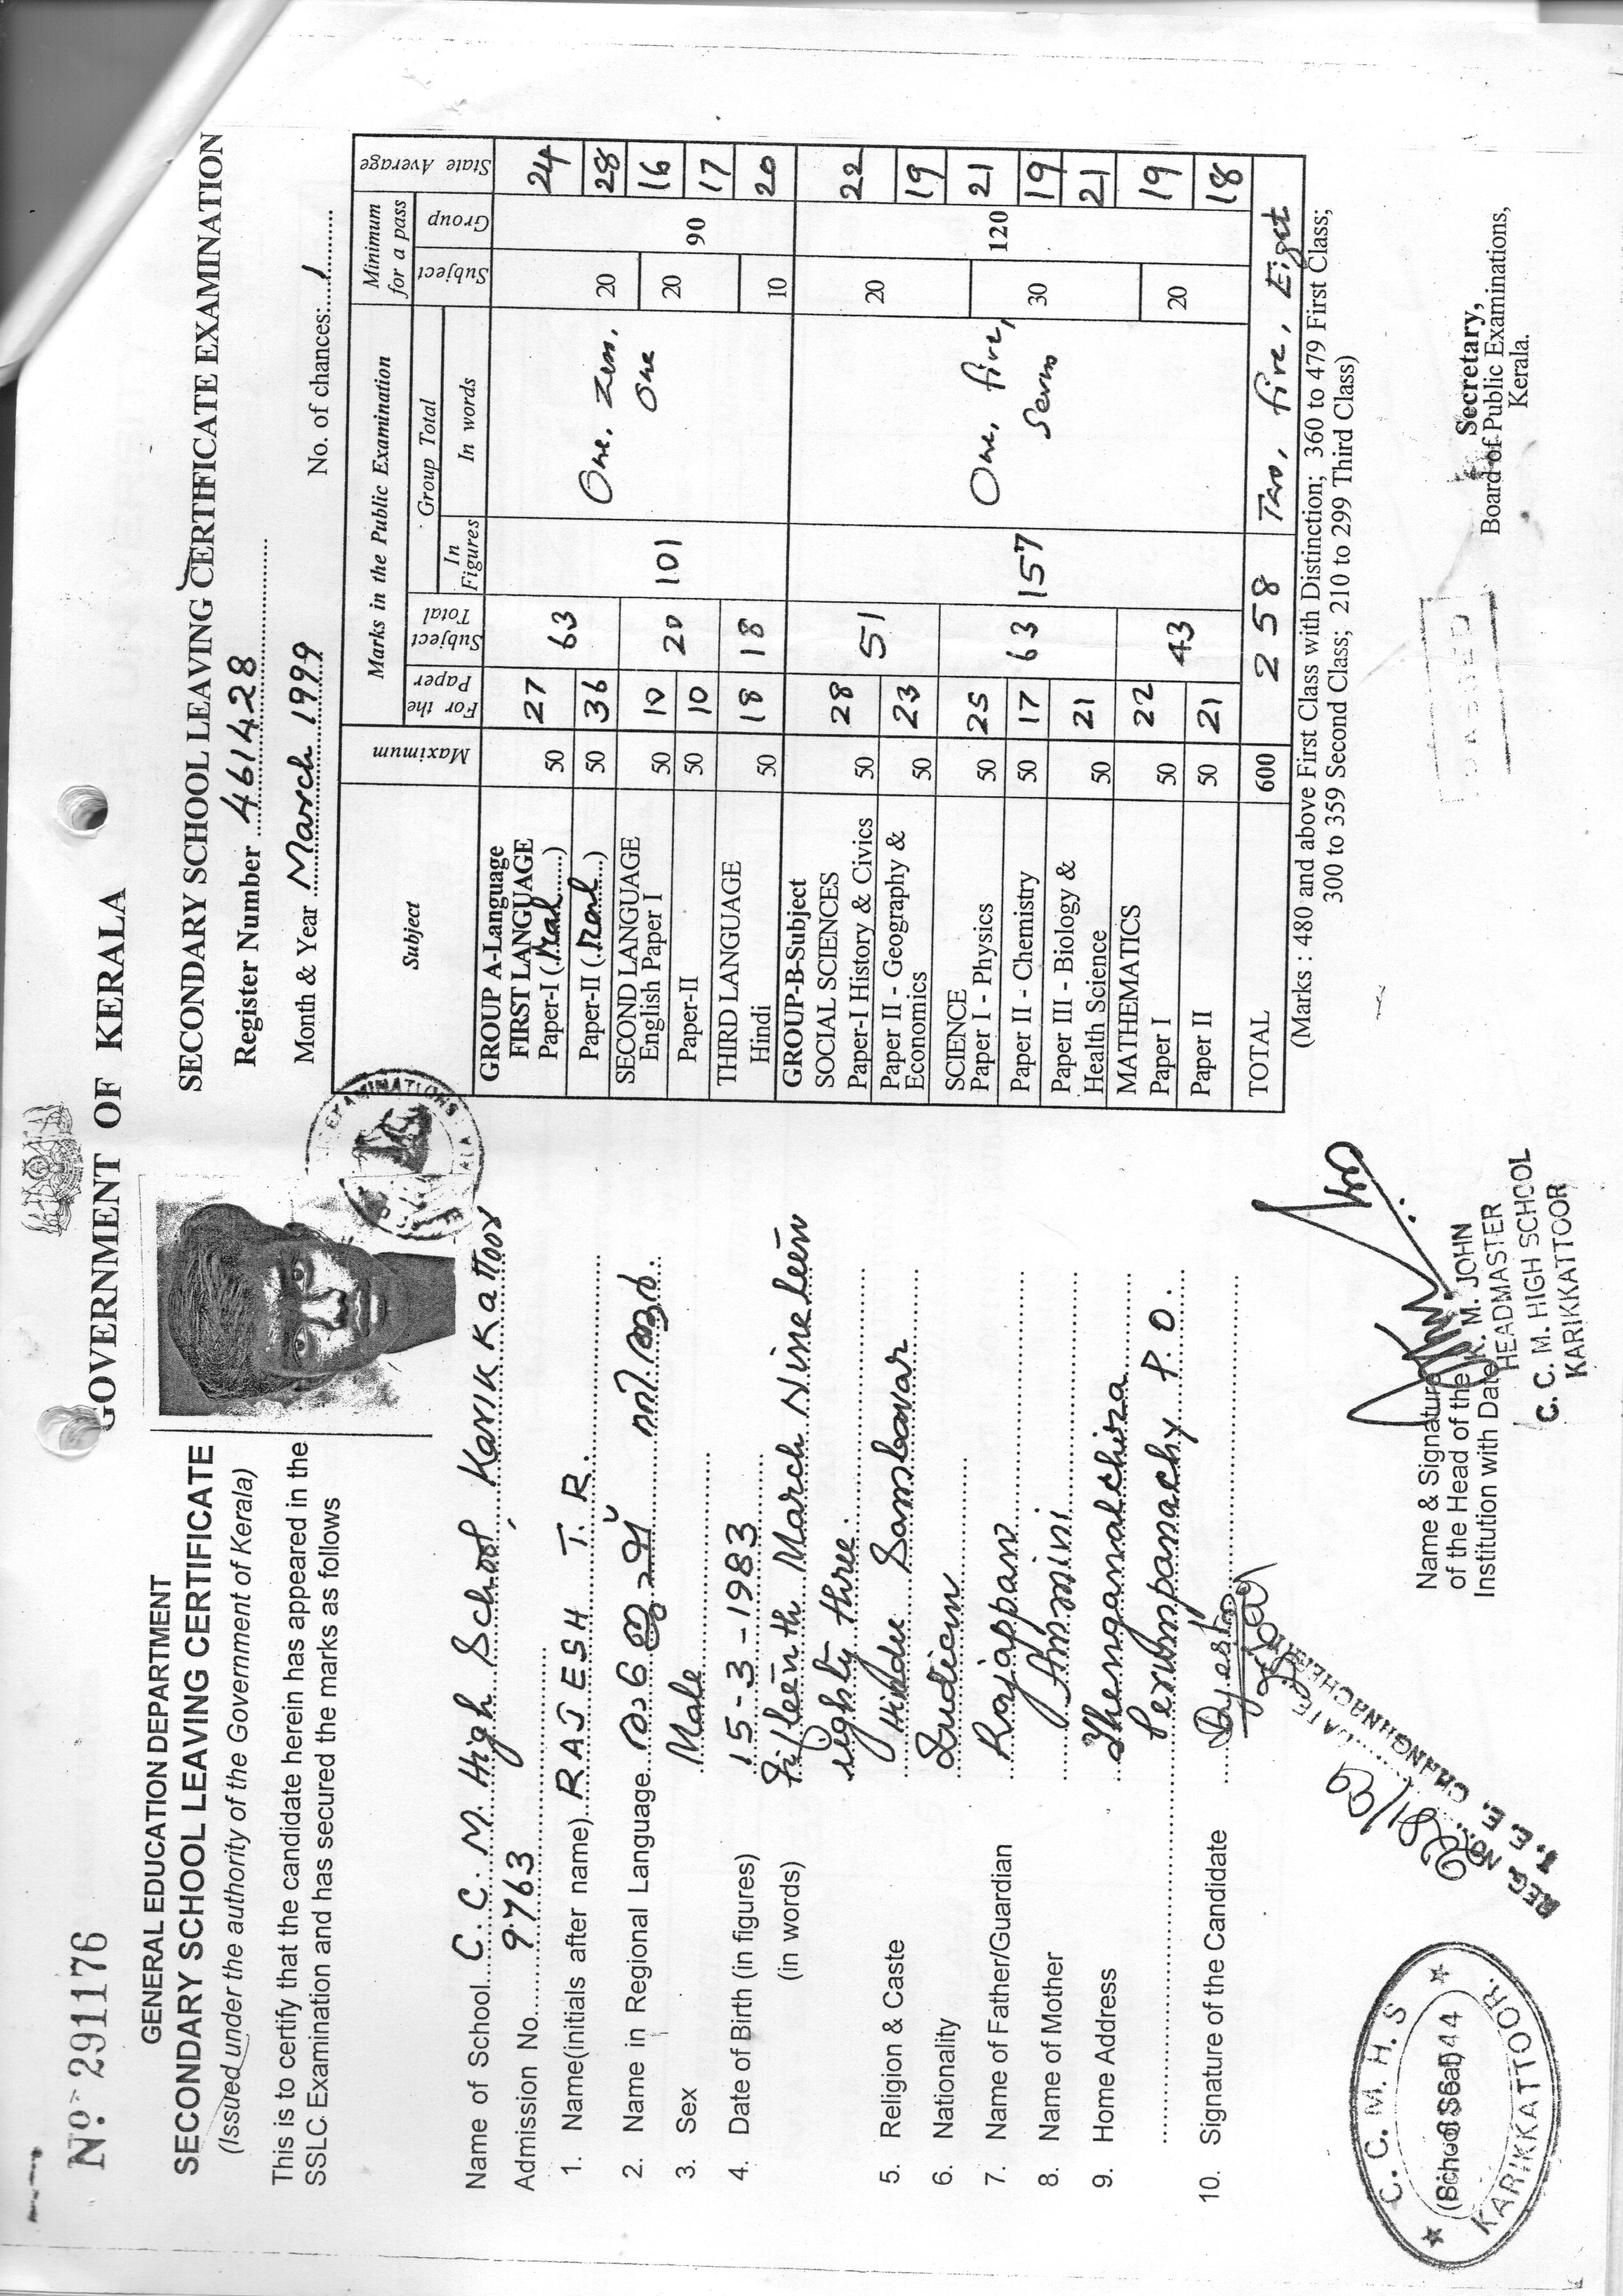 Nº 291176
GOVERNMENT OF KERALA
GENERAL EDUCATION DEPARTMENT
SECONDARY SCHOOL LEAVING CERTIFICATE
(Issued under the authority of the Government of Kerala)
This is to certify that the candidate herein has appeared in the
SSLC. Examination and has secured the marks as follows
Name of School C. C. M. High School, Karikkattoor
Admission No. 9763
1. Name(initials after name) RAJESH T. R.
2. Name in Regional Language
3. Sex Male
4. Date of Birth (in figures) 15-3-1983
(in words) Fifteenth March Nineteen
eighty three.
5. Religion & Caste Hindu Sambavar
6. Nationality Indian
7. Name of Father/Guardian Rajappan
8. Name of Mother Ammini
9. Home Address Thengamalchira
Perumpanachy P.O.
10. Signature of the Candidate
C. C. M. H. S
(School Seal)
KARIKKATTOOR.
REG. NO.
CHANGNACHERRY
Name & Signature
of the Head of the
Institution with Date
K. M. JOHN
HEADMASTER
C. C. M. HIGH SCHOOL
KARIKKATTOOR
SECONDARY SCHOOL LEAVING CERTIFICATE EXAMINATION
Register Number 461428
Month & Year March 1999 No. of chances: 1
Subject Maximum Marks in the Public Examination Minimum for a pass State Average
For the Paper Subject Total Group Total Subject Group
In Figures In words
GROUP A-Language
FIRST LANGUAGE
Paper-I ( ) 50 27 63 24
Paper-II ( ) 50 36 20 28
SECOND LANGUAGE
English Paper I 50 10 20 101 One, Zero, One 20 90 16
Paper-II 50 10 17
THIRD LANGUAGE
Hindi 50 18 18 10 20
GROUP-B-Subject
SOCIAL SCIENCES
Paper-I History & Civics 50 28 51 20 22
Paper II - Geography &
Economics 50 23 19
SCIENCE
Paper I - Physics 50 25 21
Paper II - Chemistry 50 17 63 157 One, five, Seven 30 120 19
Paper III - Biology &
Health Science 50 21 21
MATHEMATICS
Paper I 50 22 43 20 19
Paper II 50 21 18
TOTAL 600 258 Two, five, Eight
(Marks : 480 and above First Class with Distinction; 360 to 479 First Class;
300 to 359 Second Class; 210 to 299 Third Class)
PASSED
Secretary,
Board of Public Examinations,
Kerala.